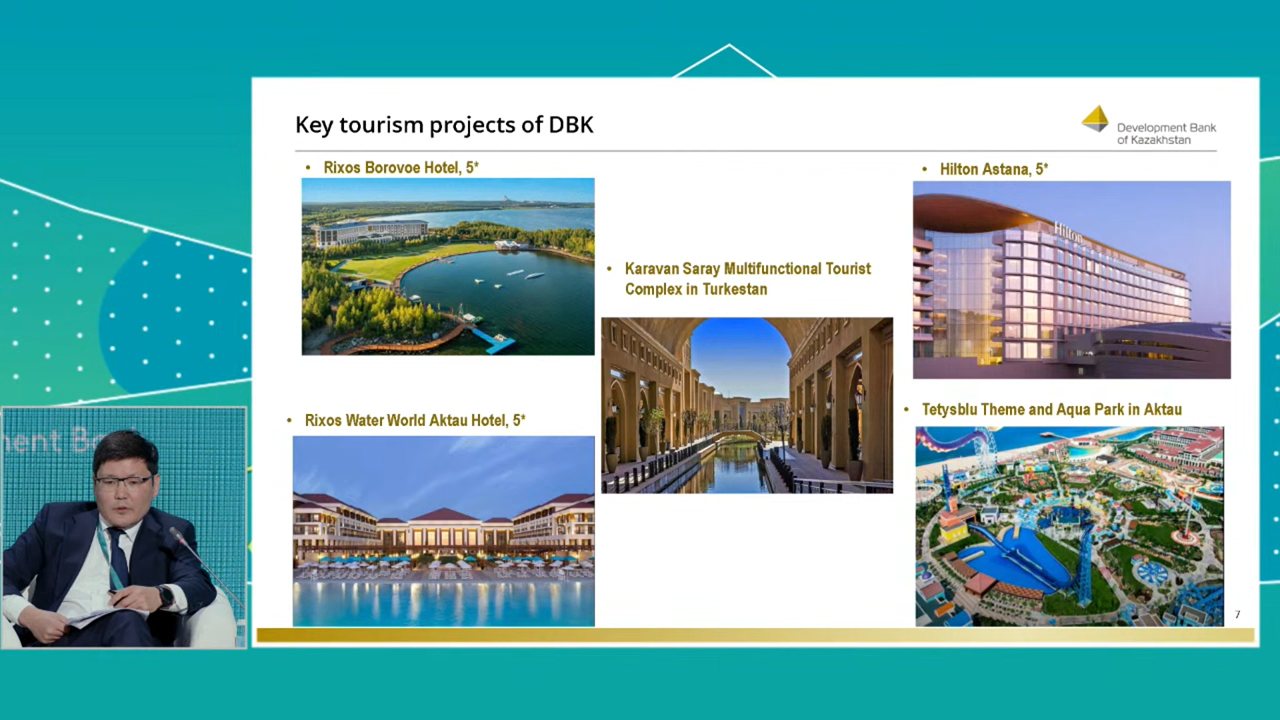 Key tourism projects of DBK
Development Bank
of Kazakhstan
• Rixos Borovoe Hotel, 5*
• Hilton Astana, 5*
Hilton
• Karavan Saray Multifunctional Tourist
Complex in Turkestan
• Rixos Water World Aktau Hotel, 5*
• Tetysblu Theme and Aqua Park in Aktau
7